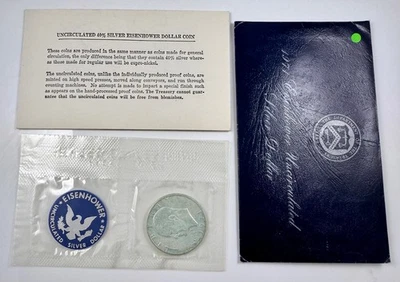 UNCIRCULATED 40% SILVER EISENHOWER DOLLAR COIN
These coins are produced in the same manner as coins made for general
circulation, the only difference being that they contain 40% silver where-
as those made for regular use will be cupro-nickel.
The uncirculated coins, unlike the individually produced proof coins, are
minted on high speed presses, moved along conveyors, and run through
counting machines. No attempt is made to impart a special finish such
as appears on the hand-processed proof coins. The Treasury cannot guar-
antee that the uncirculated coins will be free from blemishes.
EISENHOWER
UNCIRCULATED SILVER DOLLAR
Eisenhower Uncirculated
Silver Dollar